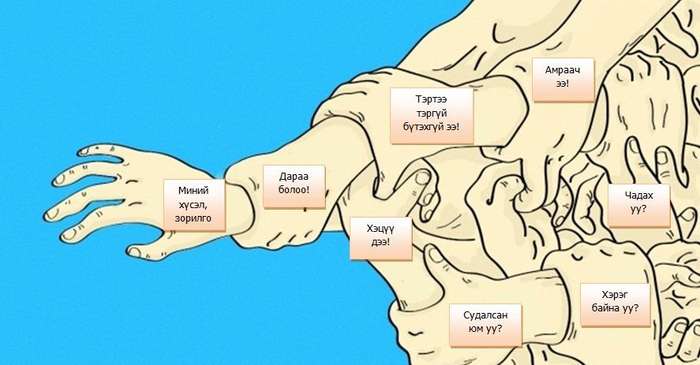 Миний
хүсэл,
зорилго
Дараа
болоо!
Тэртээ
тэргүй
бүтэхгүй ээ!
Амраач
ээ!
Хэцүү
дээ!
Чадах
уу?
Судалсан
юм уу?
Хэрэг
байна уу?